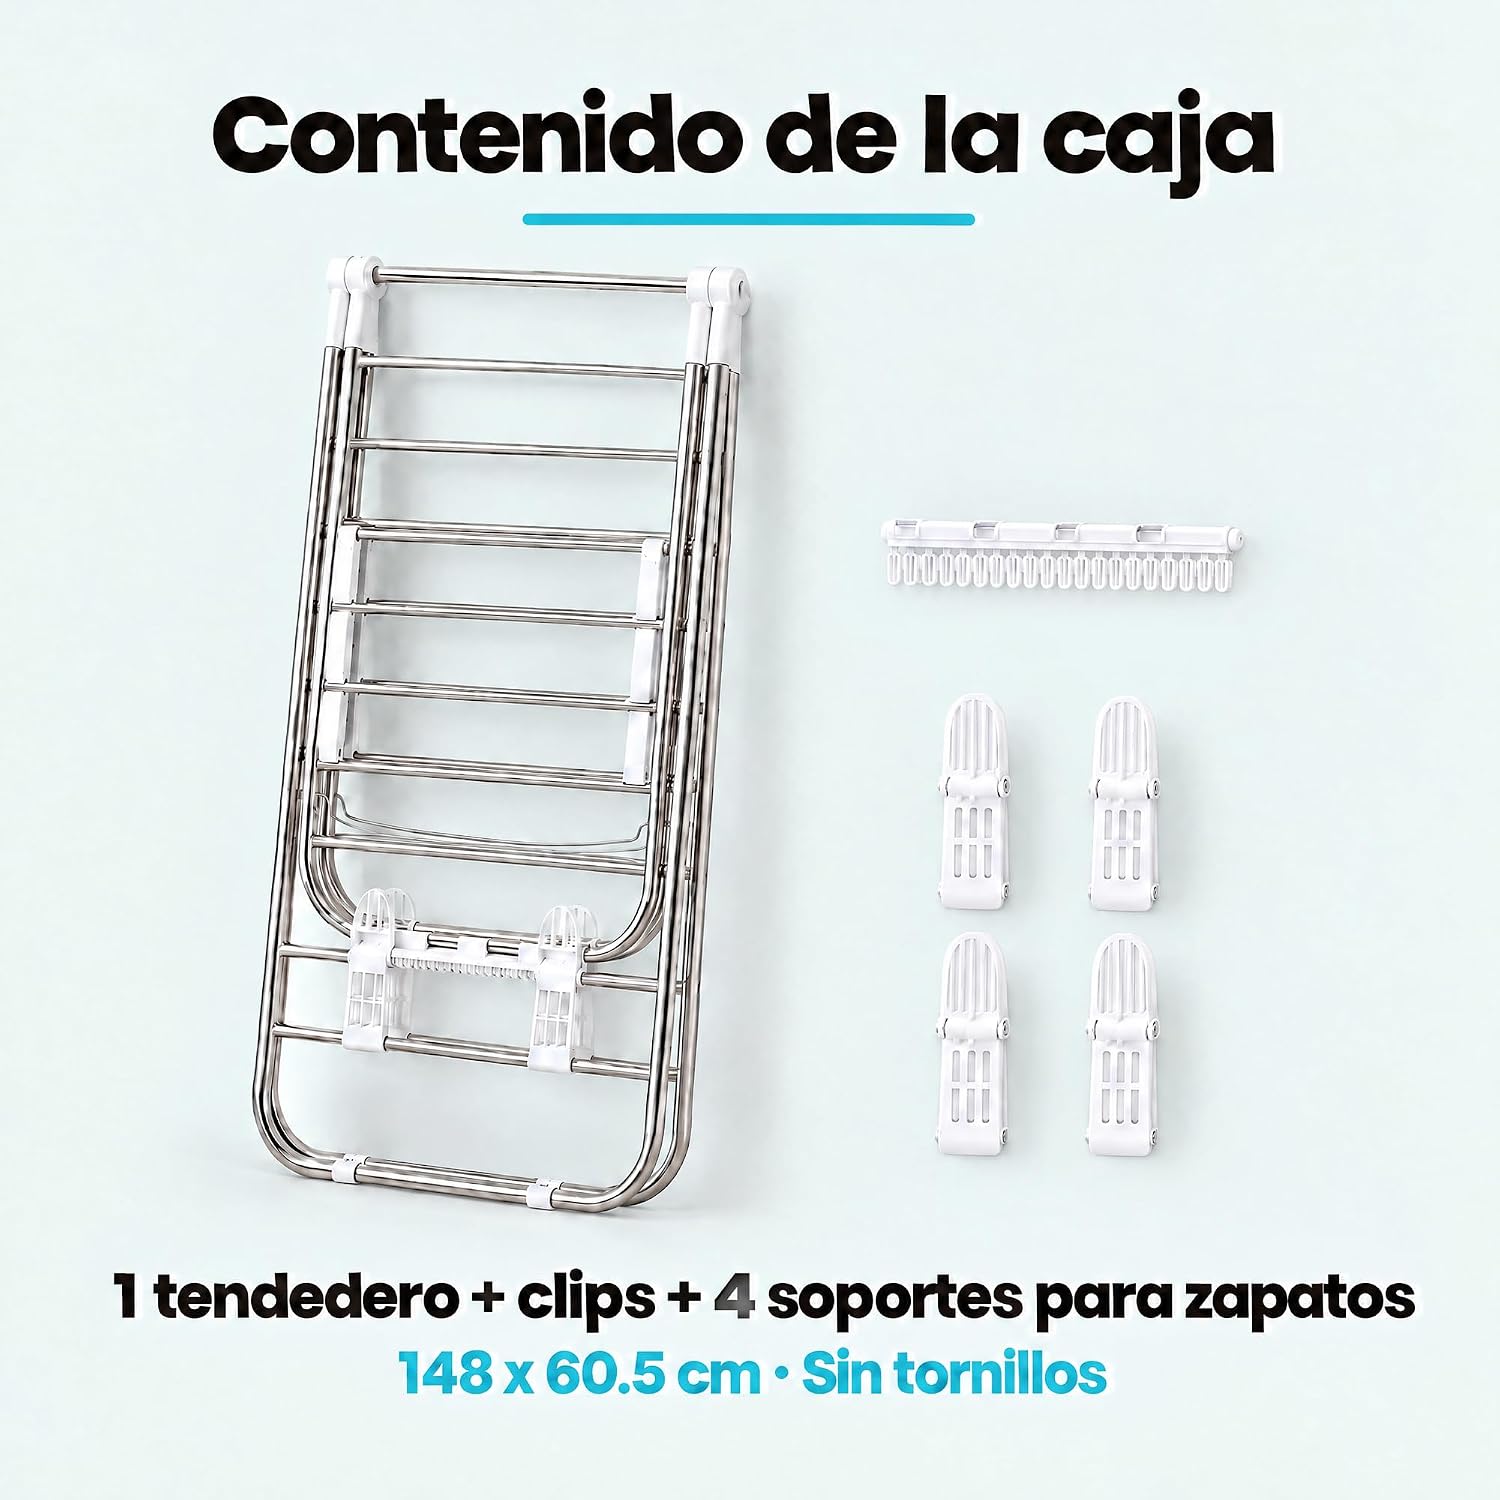 Contenido de la caja
1 tendedero + clips + 4 soportes para zapatos
148 x 60.5 cm • Sin tornillos